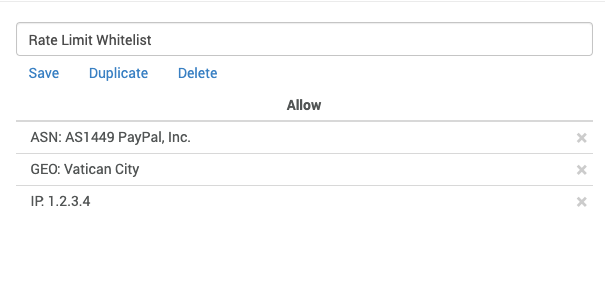 Rate Limit Whitelist
Save Duplicate Delete
Allow
ASN: AS1449 PayPal, Inc.
GEO: Vatican City
IP: 1.2.3.4